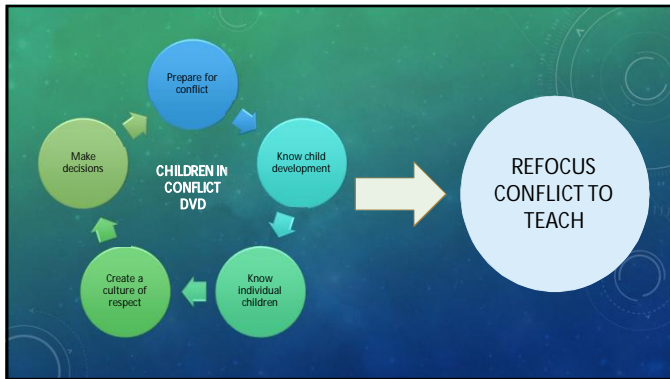 Prepare for
conflict
Know child
development
Know
individual
children
Create a
culture of
respect
Make
decisions
CHILDREN IN
CONFLICT
DVD
REFOCUS
CONFLICT TO
TEACH